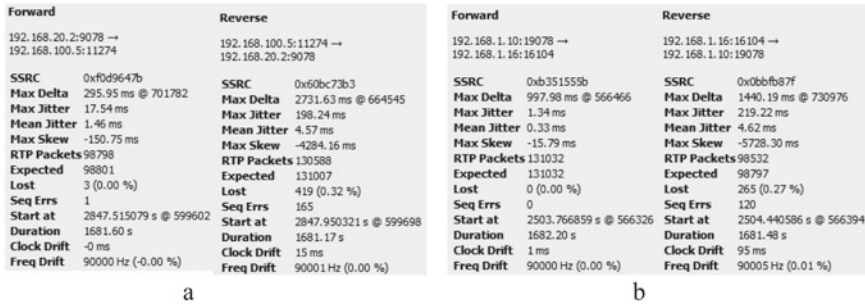 Forward
192.168.20.2:9078 →
192.168.100.5:11274
SSRC 0xf0d9647b
Max Delta 295.95 ms @ 701782
Max Jitter 17.54 ms
Mean Jitter 1.46 ms
Max Skew -150.75 ms
RTP Packets 98798
Expected 98801
Lost 3 (0.00 %)
Seq Errs 1
Start at 2847.515079 s @ 599602
Duration 1681.60 s
Clock Drift -0 ms
Freq Drift 90000 Hz (-0.00 %)
Reverse
192.168.100.5:11274 →
192.168.20.2:9078
SSRC 0x60bc73b3
Max Delta 2731.63 ms @ 664545
Max Jitter 198.24 ms
Mean Jitter 4.57 ms
Max Skew -4284.16 ms
RTP Packets 130588
Expected 131007
Lost 419 (0.32 %)
Seq Errs 165
Start at 2847.950321 s @ 599698
Duration 1681.17 s
Clock Drift 15 ms
Freq Drift 90001 Hz (0.00 %)
a
Forward
192.168.1.10:19078 →
192.168.1.16:16104
SSRC 0xb351555b
Max Delta 997.98 ms @ 566466
Max Jitter 1.34 ms
Mean Jitter 0.33 ms
Max Skew -15.79 ms
RTP Packets 131032
Expected 131032
Lost 0 (0.00 %)
Seq Errs 0
Start at 2503.766859 s @ 566326
Duration 1682.20 s
Clock Drift 1 ms
Freq Drift 90000 Hz (0.00 %)
Reverse
192.168.1.16:16104 →
192.168.1.10:19078
SSRC 0x0bbfb87f
Max Delta 1440.19 ms @ 730976
Max Jitter 219.22 ms
Mean Jitter 4.62 ms
Max Skew -5728.30 ms
RTP Packets 98532
Expected 98797
Lost 265 (0.27 %)
Seq Errs 120
Start at 2504.440586 s @ 566394
Duration 1681.48 s
Clock Drift 95 ms
Freq Drift 90005 Hz (0.01 %)
b